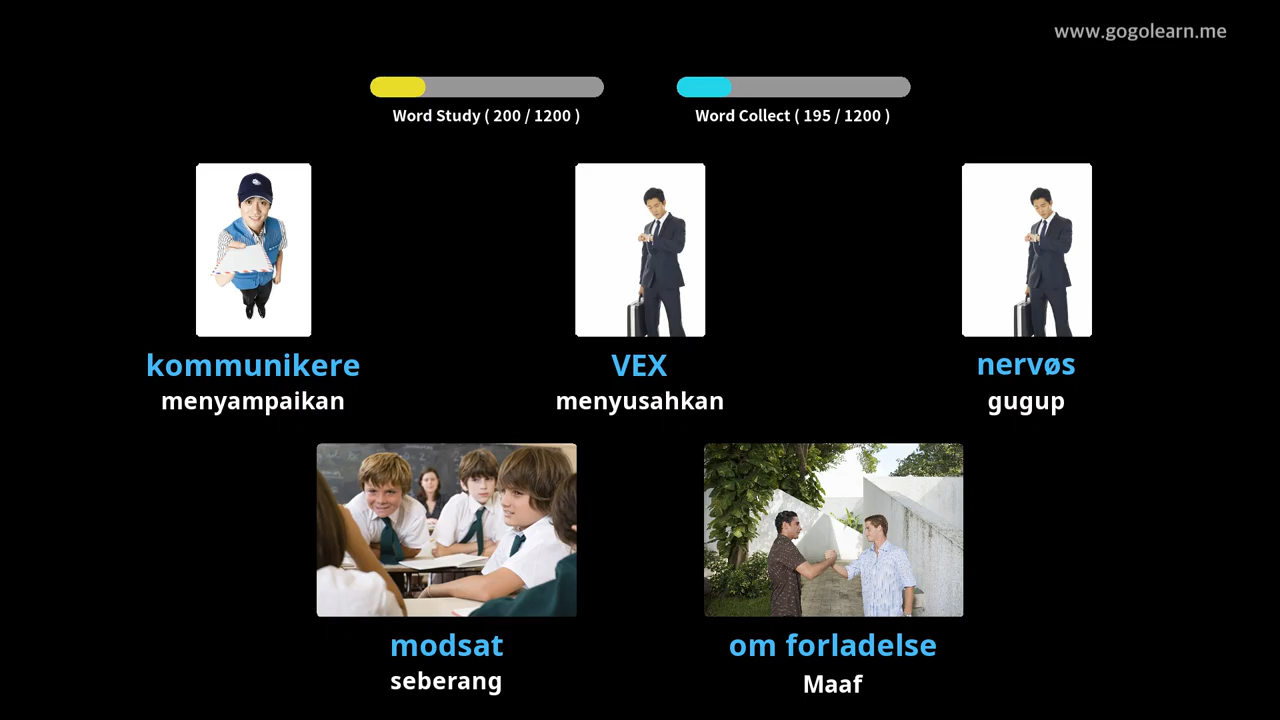 www.gogolearn.me
Word Study ( 200 / 1200 )
Word Collect ( 195 / 1200 )
kommunikere
menyampaikan
VEX
menyusahkan
nervøs
gugup
modsat
seberang
om forladelse
Maaf